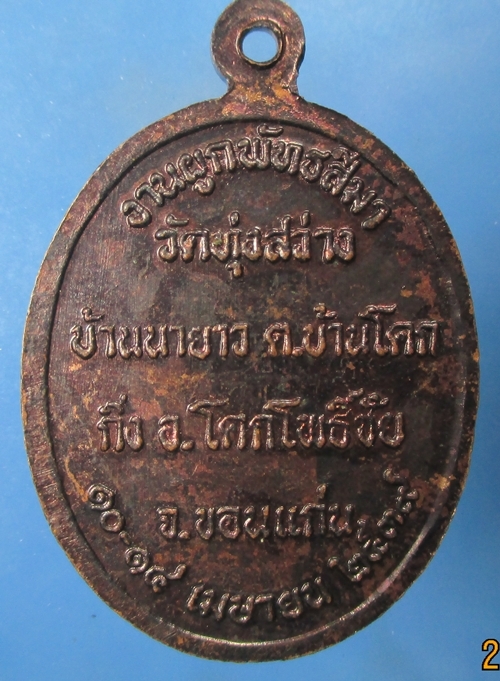 งานผูกพัทธสีมา
วัดทุ่งสว่าง
บ้านนายาว ต.บ้านโคก
กิ่ง อ.โคกโพธิ์ชัย
จ.ขอนแก่น
๑๐-๑๔ เมษายน ๒๕๓๙
2